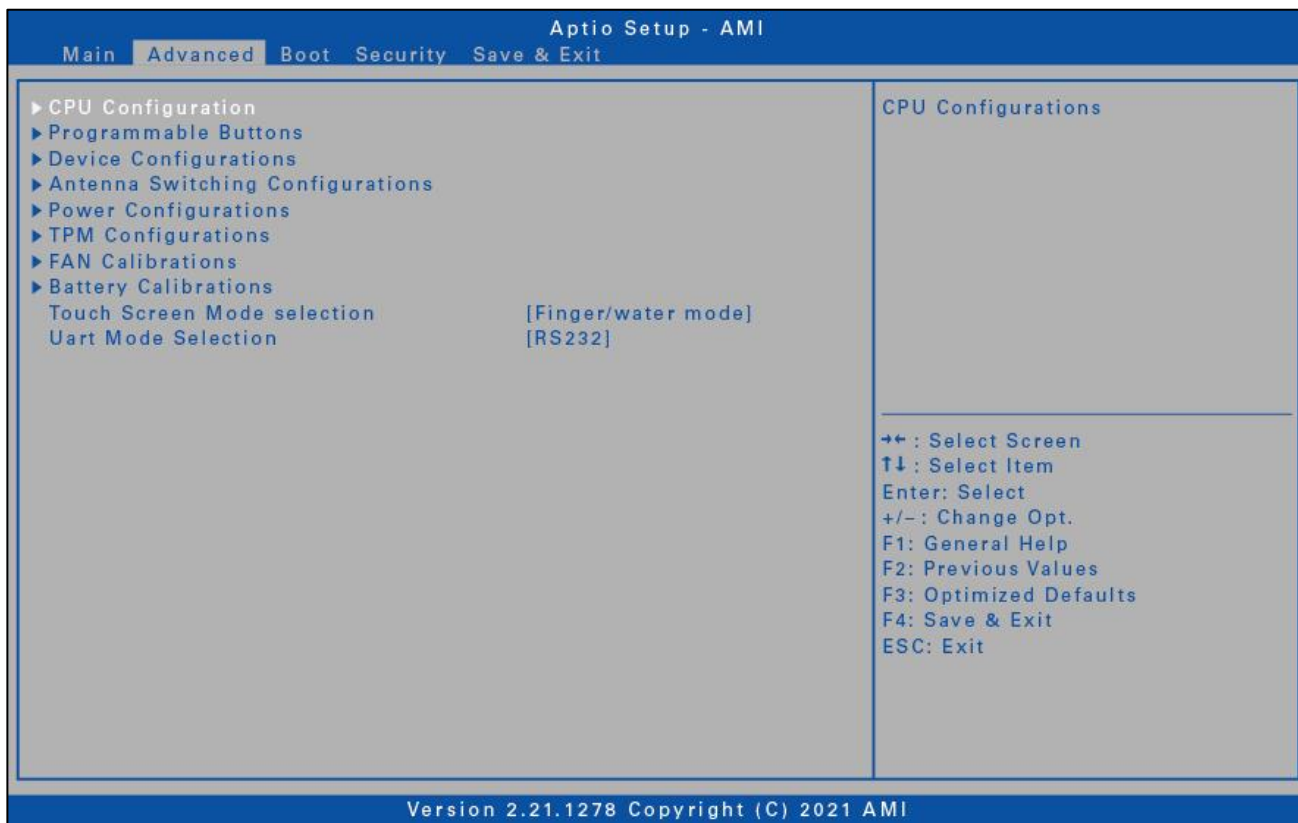 Aptio Setup - AMI
Main Advanced Boot Security Save & Exit
▶ CPU Configuration
▶ Programmable Buttons
▶ Device Configurations
▶ Antenna Switching Configurations
▶ Power Configurations
▶ TPM Configurations
▶ FAN Calibrations
▶ Battery Calibrations
Touch Screen Mode selection [Finger/water mode]
Uart Mode Selection [RS232]
CPU Configurations
→← : Select Screen
↑↓ : Select Item
Enter: Select
+/– : Change Opt.
F1: General Help
F2: Previous Values
F3: Optimized Defaults
F4: Save & Exit
ESC: Exit
Version 2.21.1278 Copyright (C) 2021 AMI